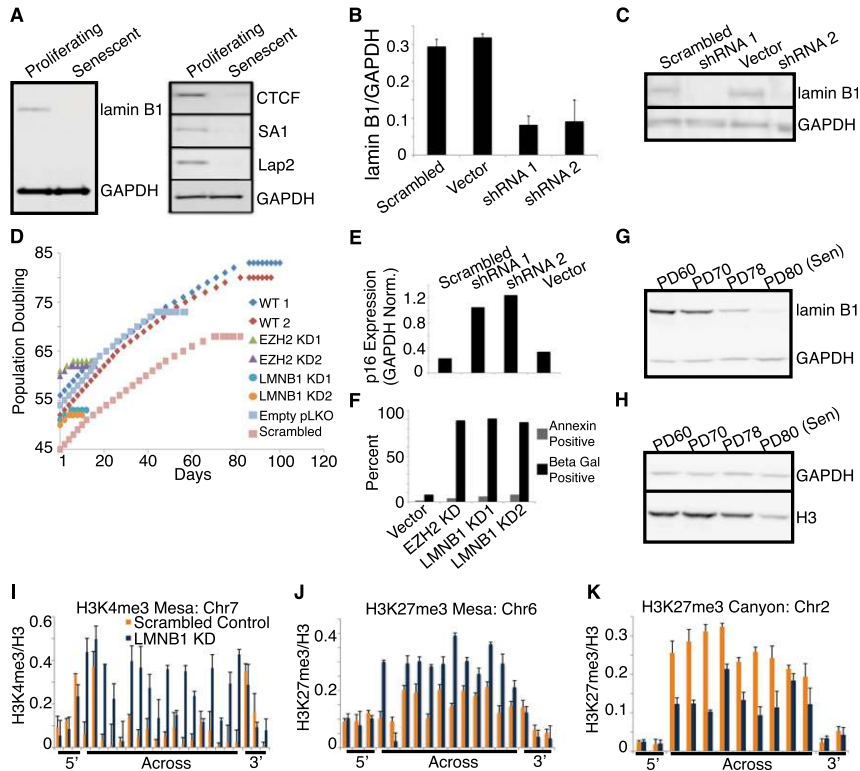 A
Proliferating
Senescent
lamin B1
GAPDH
Proliferating
Senescent
CTCF
SA1
Lap2
GAPDH
B
lamin B1/GAPDH
0.3
0.2
0.1
0
Scrambled
Vector
shRNA 1
shRNA 2
C
Scrambled
shRNA 1
Vector
shRNA 2
lamin B1
GAPDH
D
Population Doubling
85
75
65
55
45
1 20 40 60 80 100 120
Days
WT 1
WT 2
EZH2 KD1
EZH2 KD2
LMNB1 KD1
LMNB1 KD2
Empty pLKO
Scrambled
E
Scrambled
shRNA 1
shRNA 2
Vector
p16 Expression
(GAPDH Norm.)
1.2
0.8
0.4
0
F
Percent
100
50
0
Annexin
Positive
Beta Gal
Positive
Vector
EZH2 KD
LMNB1 KD1
LMNB1 KD2
G
PD60
PD70
PD78
PD80 (Sen)
lamin B1
GAPDH
H
PD60
PD70
PD78
PD80 (Sen)
GAPDH
H3
I
H3K4me3 Mesa: Chr7
Scrambled Control
LMNB1 KD
H3K4me3/H3
0.6
0.4
0.2
0
5' Across 3'
J
H3K27me3 Mesa: Chr6
H3K27me3/H3
0.4
0.2
0
5' Across 3'
K
H3K27me3 Canyon: Chr2
H3K27me3/H3
0.3
0.2
0.1
0
5' Across 3'